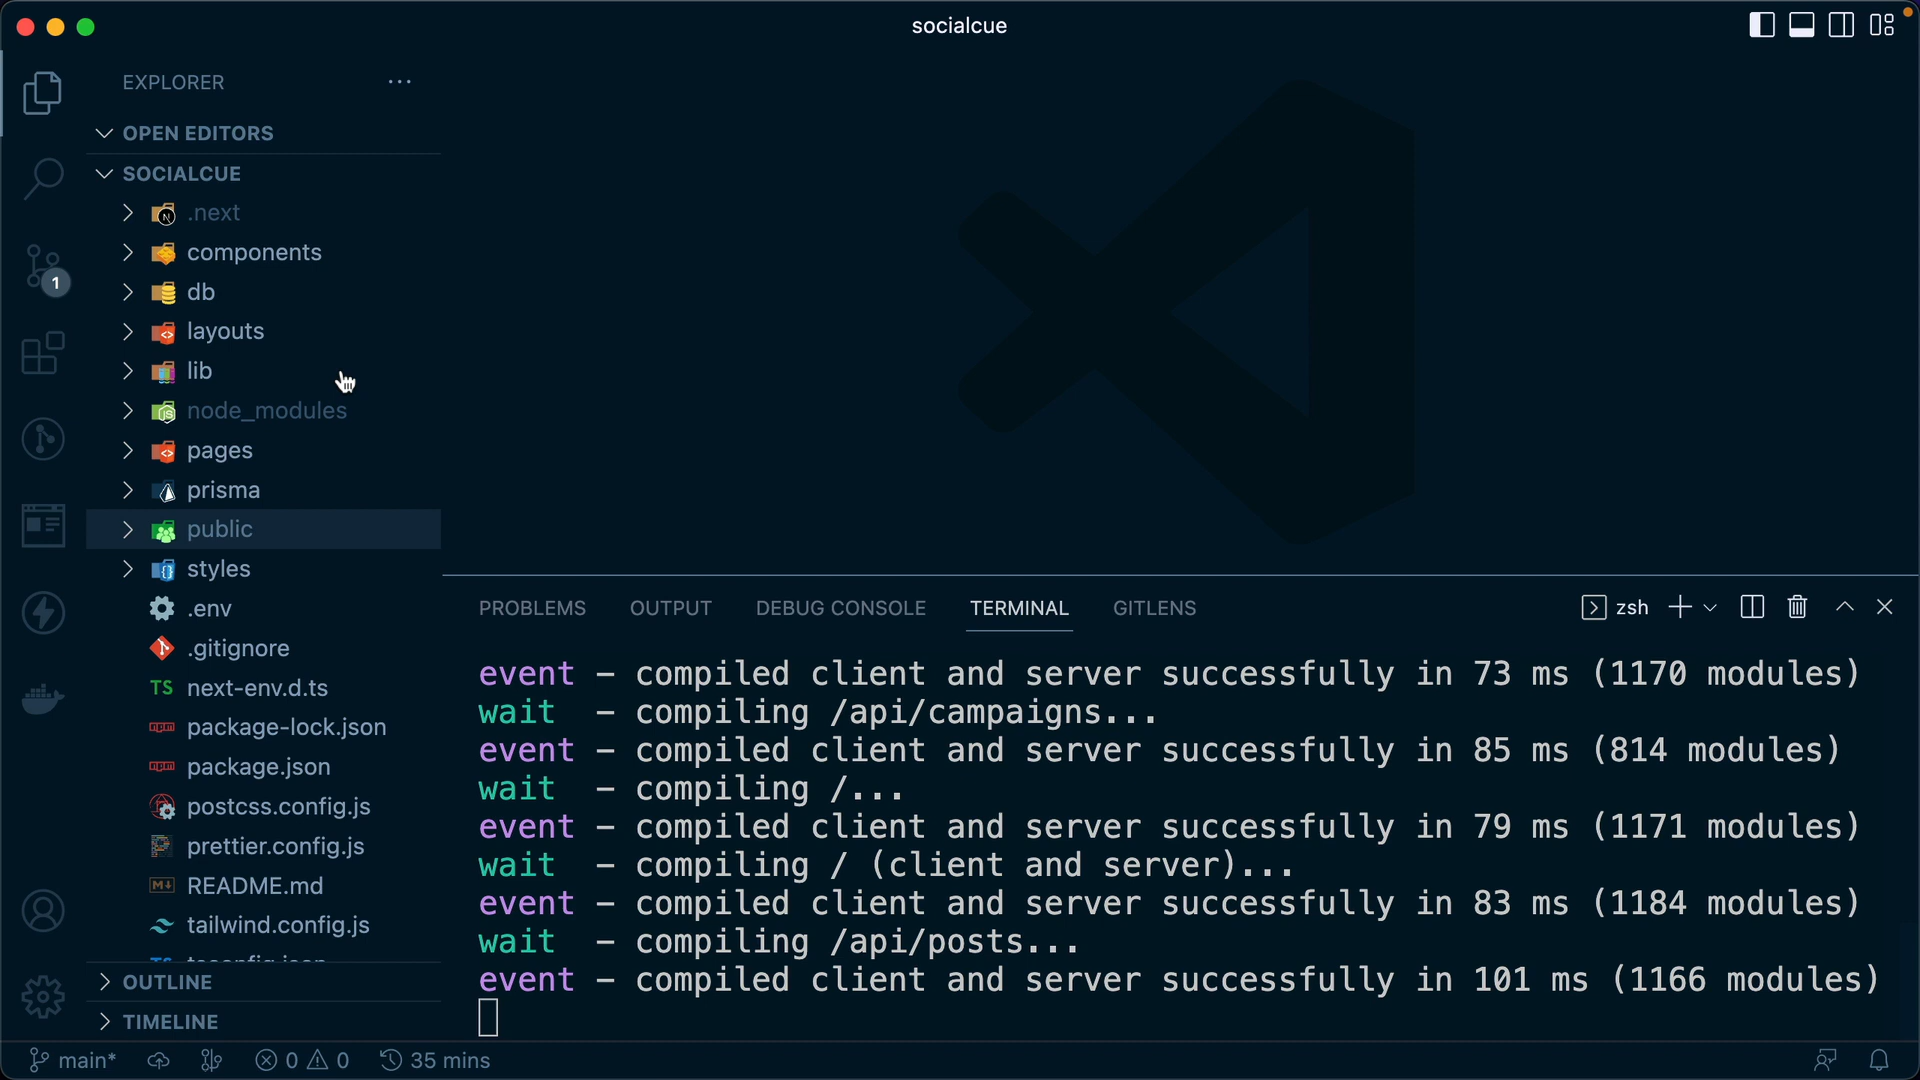 socialcue
EXPLORER
OPEN EDITORS
SOCIALCUE
.next
components
db
layouts
lib
node_modules
pages
prisma
public
styles
.env
.gitignore
TS next-env.d.ts
package-lock.json
package.json
postcss.config.js
prettier.config.js
README.md
tailwind.config.js
OUTLINE
TIMELINE
1
PROBLEMS OUTPUT DEBUG CONSOLE TERMINAL GITLENS zsh
event - compiled client and server successfully in 73 ms (1170 modules)
wait - compiling /api/campaigns...
event - compiled client and server successfully in 85 ms (814 modules)
wait - compiling /...
event - compiled client and server successfully in 79 ms (1171 modules)
wait - compiling / (client and server)...
event - compiled client and server successfully in 83 ms (1184 modules)
wait - compiling /api/posts...
event - compiled client and server successfully in 101 ms (1166 modules)
main* 0 0 35 mins